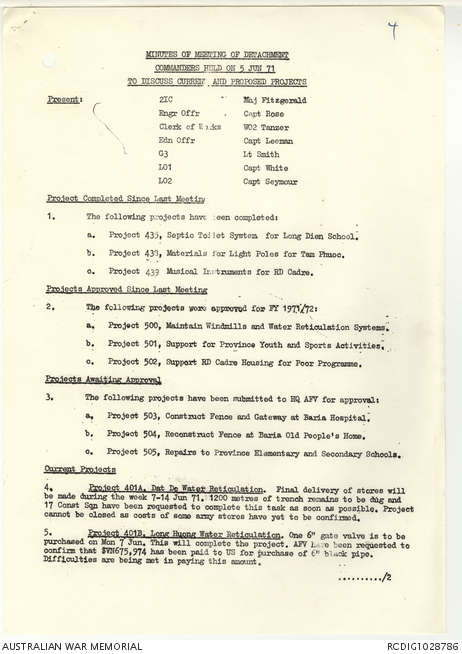 4
MINUTES OF MEETING OF DETACHMENT
COMMANDERS HELD ON 5 JUN 71
TO DISCUSS CURREN AND PROPOSED PROJECTS
Present: 2IC Maj Fitzgerald
Engr Offr Capt Rose
Clerk of Works WO2 Tanzer
Edn Offr Capt Leeman
G3 Lt Smith
LO1 Capt White
LO2 Capt Seymour
Project Completed Since Last Meeting
1. The following projects have been completed:
a. Project 435, Septic Toilet System for Long Dien School.
b. Project 438, Materials for Light Poles for Tam Phuoc.
c. Project 439 Musical Instruments for RD Cadre.
Projects Approved Since Last Meeting
2. The following projects were approved for FY 1971/72:
a. Project 500, Maintain Windmills and Water Reticulation Systems.
b. Project 501, Support for Province Youth and Sports Activities.
c. Project 502, Support RD Cadre Housing for Poor Programme.
Projects Awaiting Approval
3. The following projects have been submitted to HQ AFV for approval:
a. Project 503, Construct Fence and Gateway at Baria Hospital.
b. Project 504, Reconstruct Fence at Baria Old People's Home.
c. Project 505, Repairs to Province Elementary and Secondary Schools.
Current Projects
4. Project 401A. Dat Do Water Reticulation. Final delivery of stores will
be made during the week 7-14 Jun 71. 1200 metres of trench remains to be dug and
17 Const Sqn have been requested to complete this task as soon as possible. Project
cannot be closed as costs of some army stores have yet to be confirmed.
5. Project 401B. Long Huong Water Reticulation. One 6" gate valve is to be
purchased on Mon 7 Jun. This will complete the project. AFV have been requested to
confirm that $VN675,974 has been paid to US for purchase of 6" black pipe.
Difficulties are being met in paying this amount.
........../2
AUSTRALIAN WAR MEMORIAL
RCDIG1028786